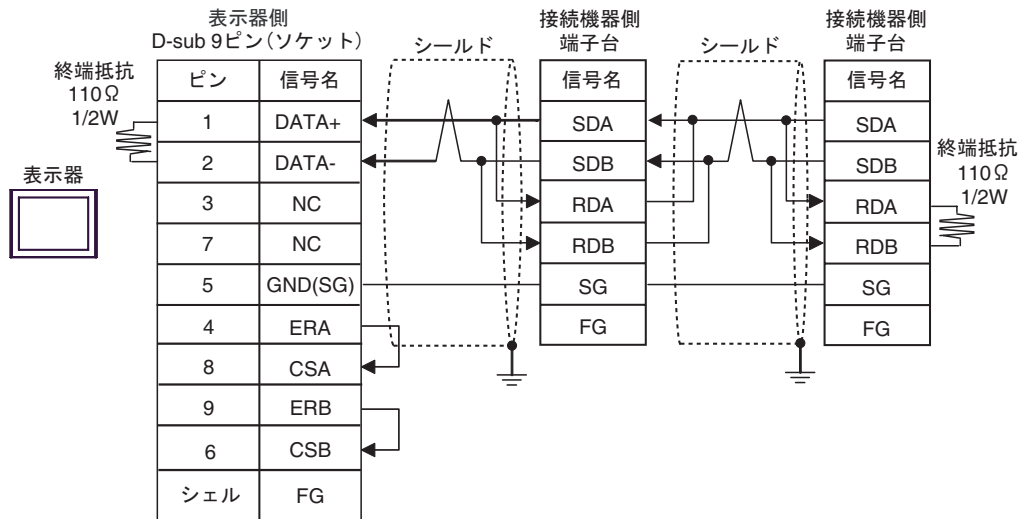 表示器側
D-sub 9ピン(ソケット)
終端抵抗
110Ω
1/2W
表示器
ピン 信号名
1 DATA+
2 DATA-
3 NC
7 NC
5 GND(SG)
4 ERA
8 CSA
9 ERB
6 CSB
シェル FG
シールド
接続機器側
端子台
信号名
SDA
SDB
RDA
RDB
SG
FG
シールド
接続機器側
端子台
信号名
SDA
SDB
RDA
RDB
SG
FG
終端抵抗
110Ω
1/2W